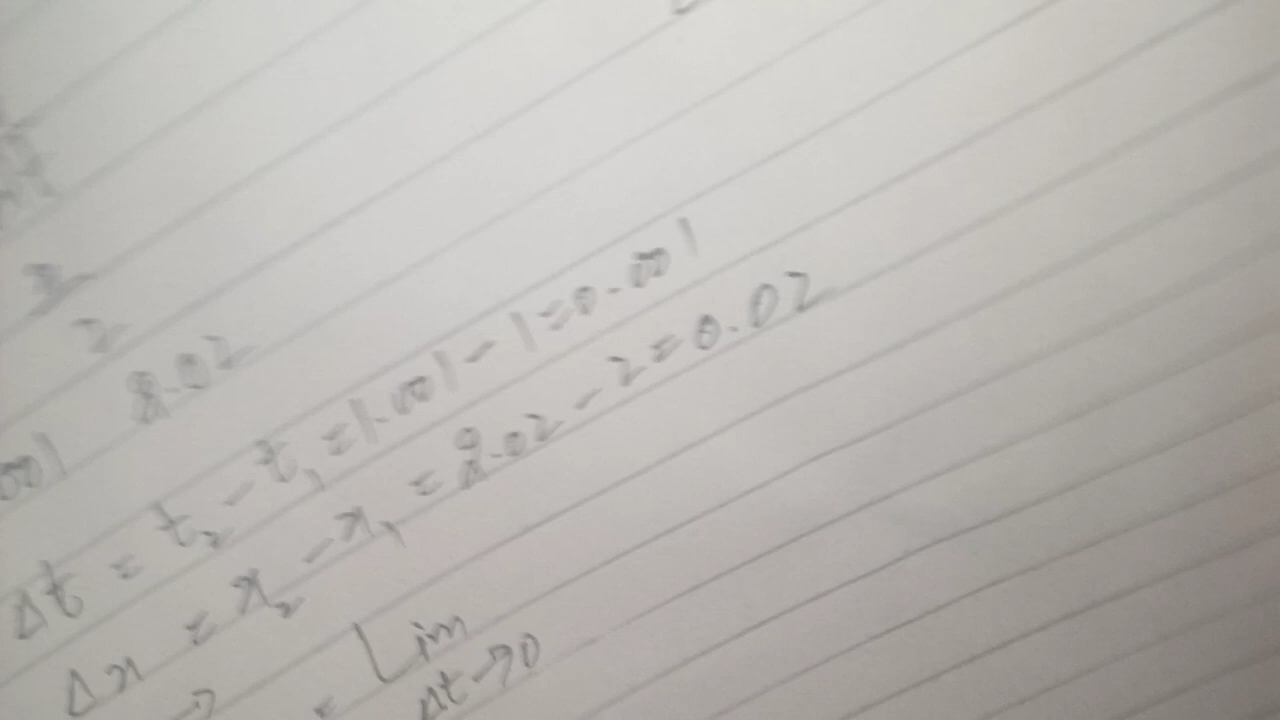 2
2.02
001
Δt = t₂ - t₁ = 1.001 - 1 = 0.001
Δx = x₂ - x₁ = 2.02 - 2 = 0.02
= Lim
Δt→0